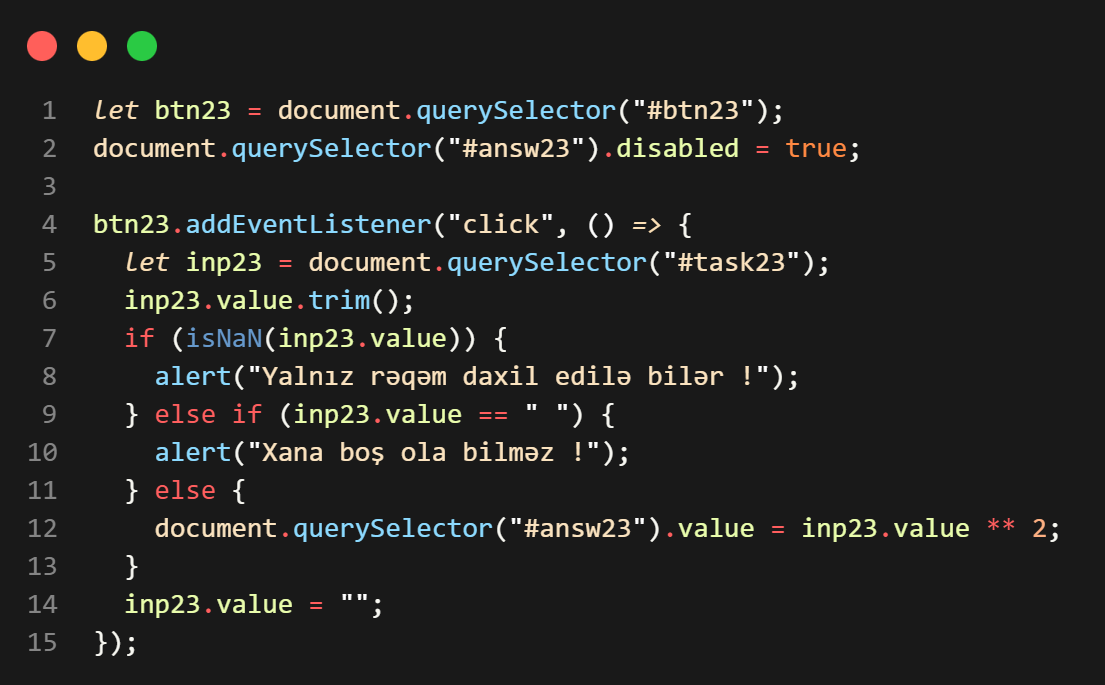 1 let btn23 = document.querySelector("#btn23");
2 document.querySelector("#answ23").disabled = true;
3
4 btn23.addEventListener("click", () => {
5   let inp23 = document.querySelector("#task23");
6   inp23.value.trim();
7   if (isNaN(inp23.value)) {
8     alert("Yalnız rəqəm daxil edilə bilər !");
9   } else if (inp23.value == " ") {
10     alert("Xana boş ola bilməz !");
11   } else {
12     document.querySelector("#answ23").value = inp23.value ** 2;
13   }
14   inp23.value = "";
15 });